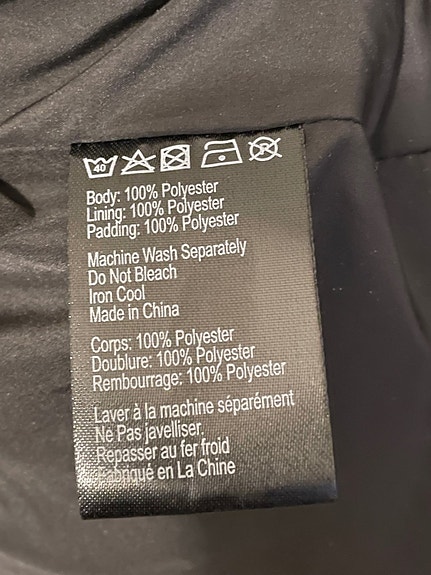 40 P
Body: 100% Polyester
Lining: 100% Polyester
Padding: 100% Polyester
Machine Wash Separately
Do Not Bleach
Iron Cool
Made in China
Corps: 100% Polyester
Doublure: 100% Polyester
Rembourrage: 100% Polyester
Laver à la machine séparément
Ne Pas javelliser.
Repasser au fer froid
Fabriqué en La Chine